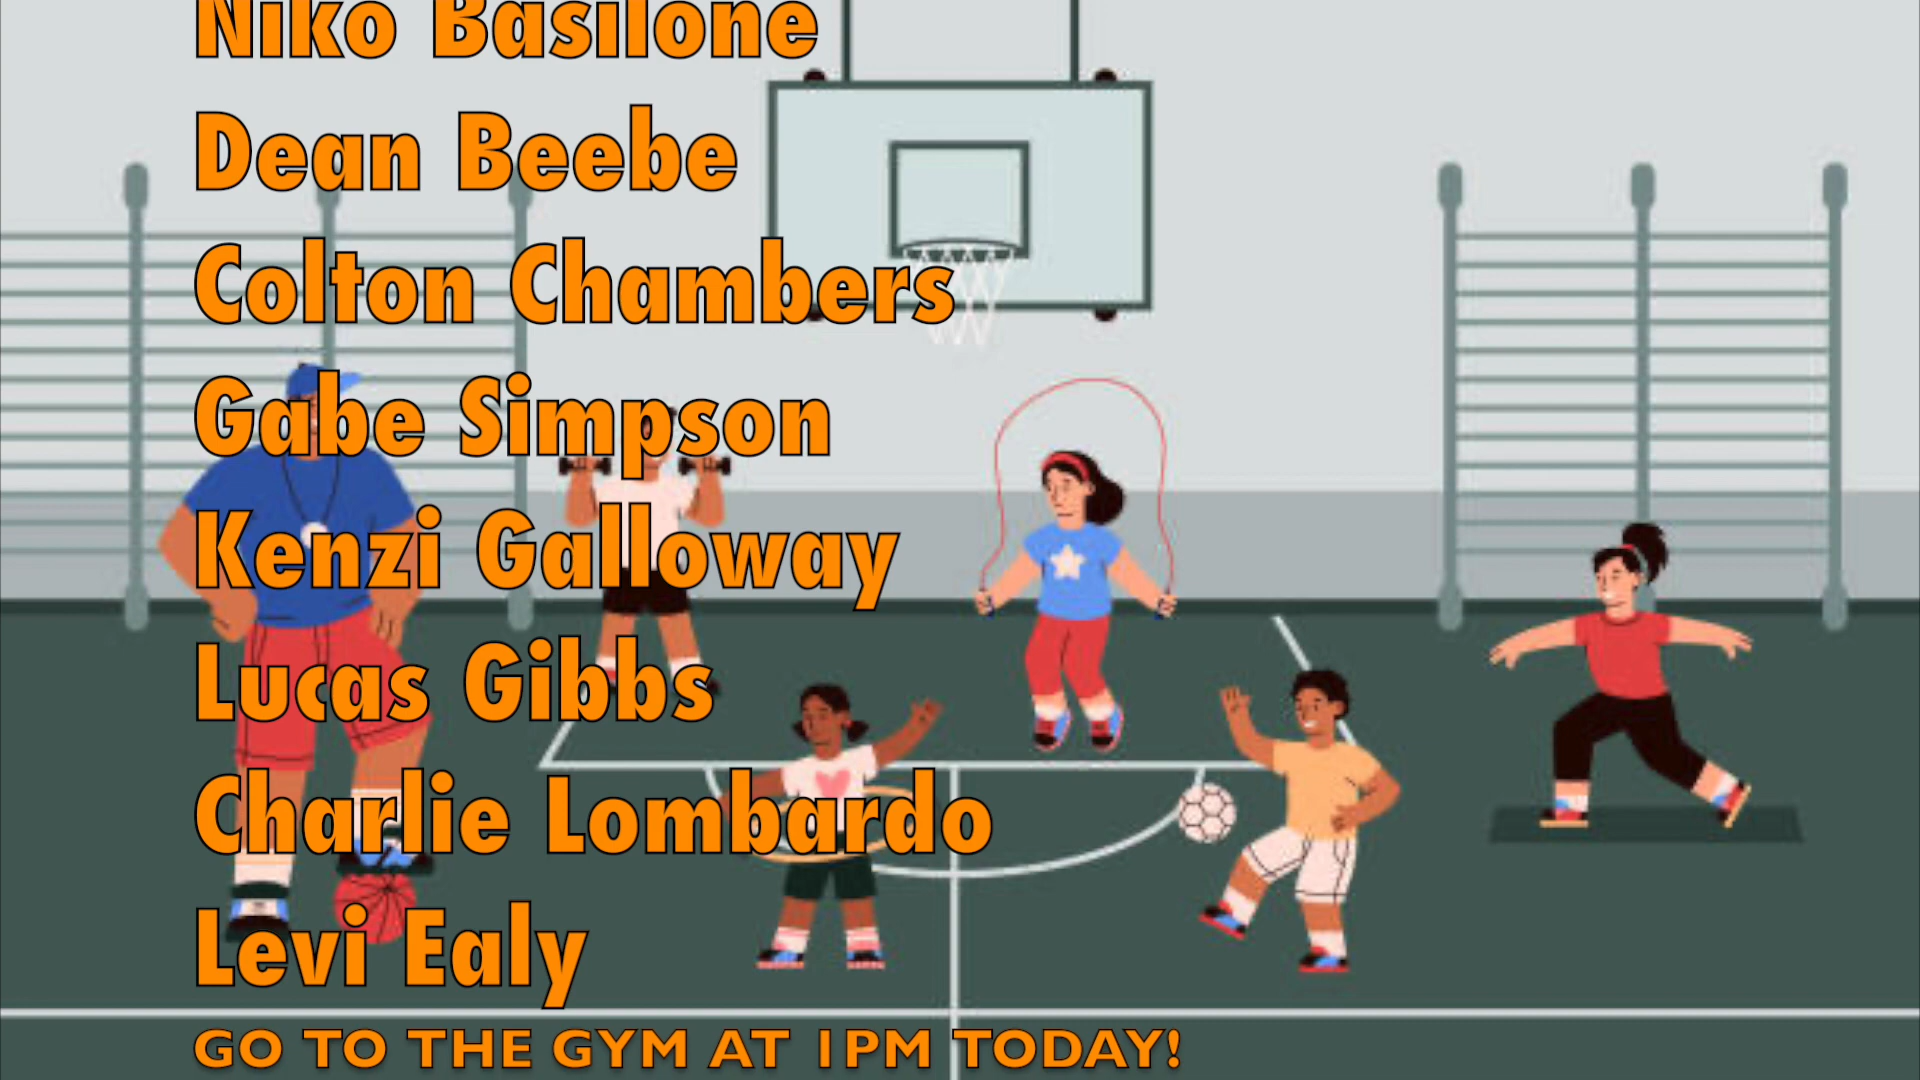 Niko Basilone
Dean Beebe
Colton Chambers
Gabe Simpson
Kenzi Galloway
Lucas Gibbs
Charlie Lombardo
Levi Ealy
GO TO THE GYM AT 1PM TODAY!